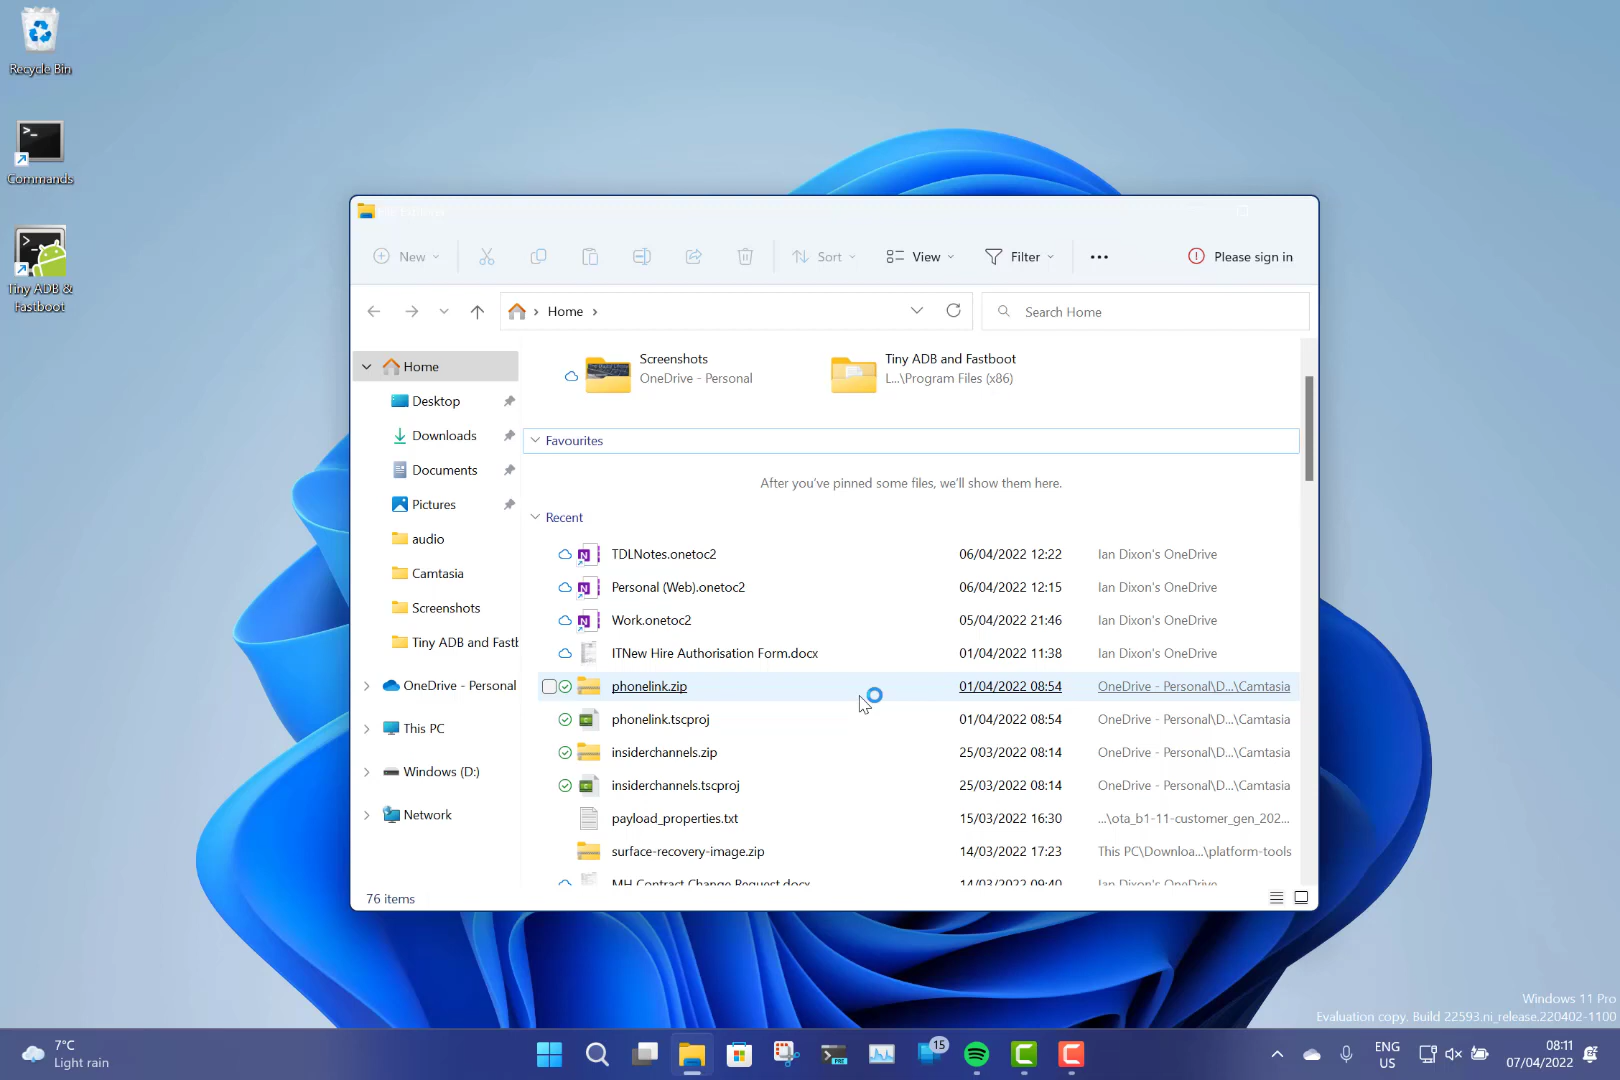 Recycle Bin
Commands
Tiny ADB &
Fastboot
New
Sort
View
Filter
Please sign in
Home
Search Home
Home
Desktop
Downloads
Documents
Pictures
audio
Camtasia
Screenshots
Tiny ADB and Fastb
OneDrive - Personal
This PC
Windows (D:)
Network
Screenshots
OneDrive - Personal
Tiny ADB and Fastboot
L...\Program Files (x86)
Favourites
After you've pinned some files, we'll show them here.
Recent
TDLNotes.onetoc2 06/04/2022 12:22 Ian Dixon's OneDrive
Personal (Web).onetoc2 06/04/2022 12:15 Ian Dixon's OneDrive
Work.onetoc2 05/04/2022 21:46 Ian Dixon's OneDrive
ITNew Hire Authorisation Form.docx 01/04/2022 11:38 Ian Dixon's OneDrive
phonelink.zip 01/04/2022 08:54 OneDrive - Personal\D...\Camtasia
phonelink.tscproj 01/04/2022 08:54 OneDrive - Personal\D...\Camtasia
insiderchannels.zip 25/03/2022 08:14 OneDrive - Personal\D...\Camtasia
insiderchannels.tscproj 25/03/2022 08:14 OneDrive - Personal\D...\Camtasia
payload_properties.txt 15/03/2022 16:30 ...\ota_b1-11-customer_gen_202...
surface-recovery-image.zip 14/03/2022 17:23 This PC\Downloa...\platform-tools
MH Contract Change Request.docx 14/03/2022 09:40 Ian Dixon's OneDrive
76 items
Windows 11 Pro
Evaluation copy. Build 22593.ni_release.220402-1100
7°C
Light rain
PRE
15
ENG
US
08:11
07/04/2022